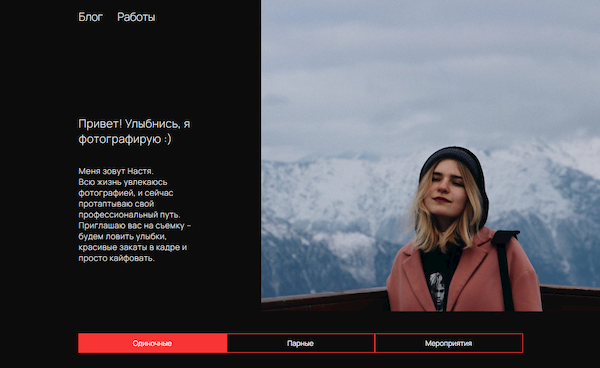 Блог Работы
Привет! Улыбнись, я
фотографирую :)
Меня зовут Настя.
Всю жизнь увлекаюсь
фотографией, и сейчас
протаптываю свой
профессиональный путь.
Приглашаю вас на съемку –
будем ловить улыбки,
красивые закаты в кадре и
просто кайфовать.
Одиночные Парные Мероприятия